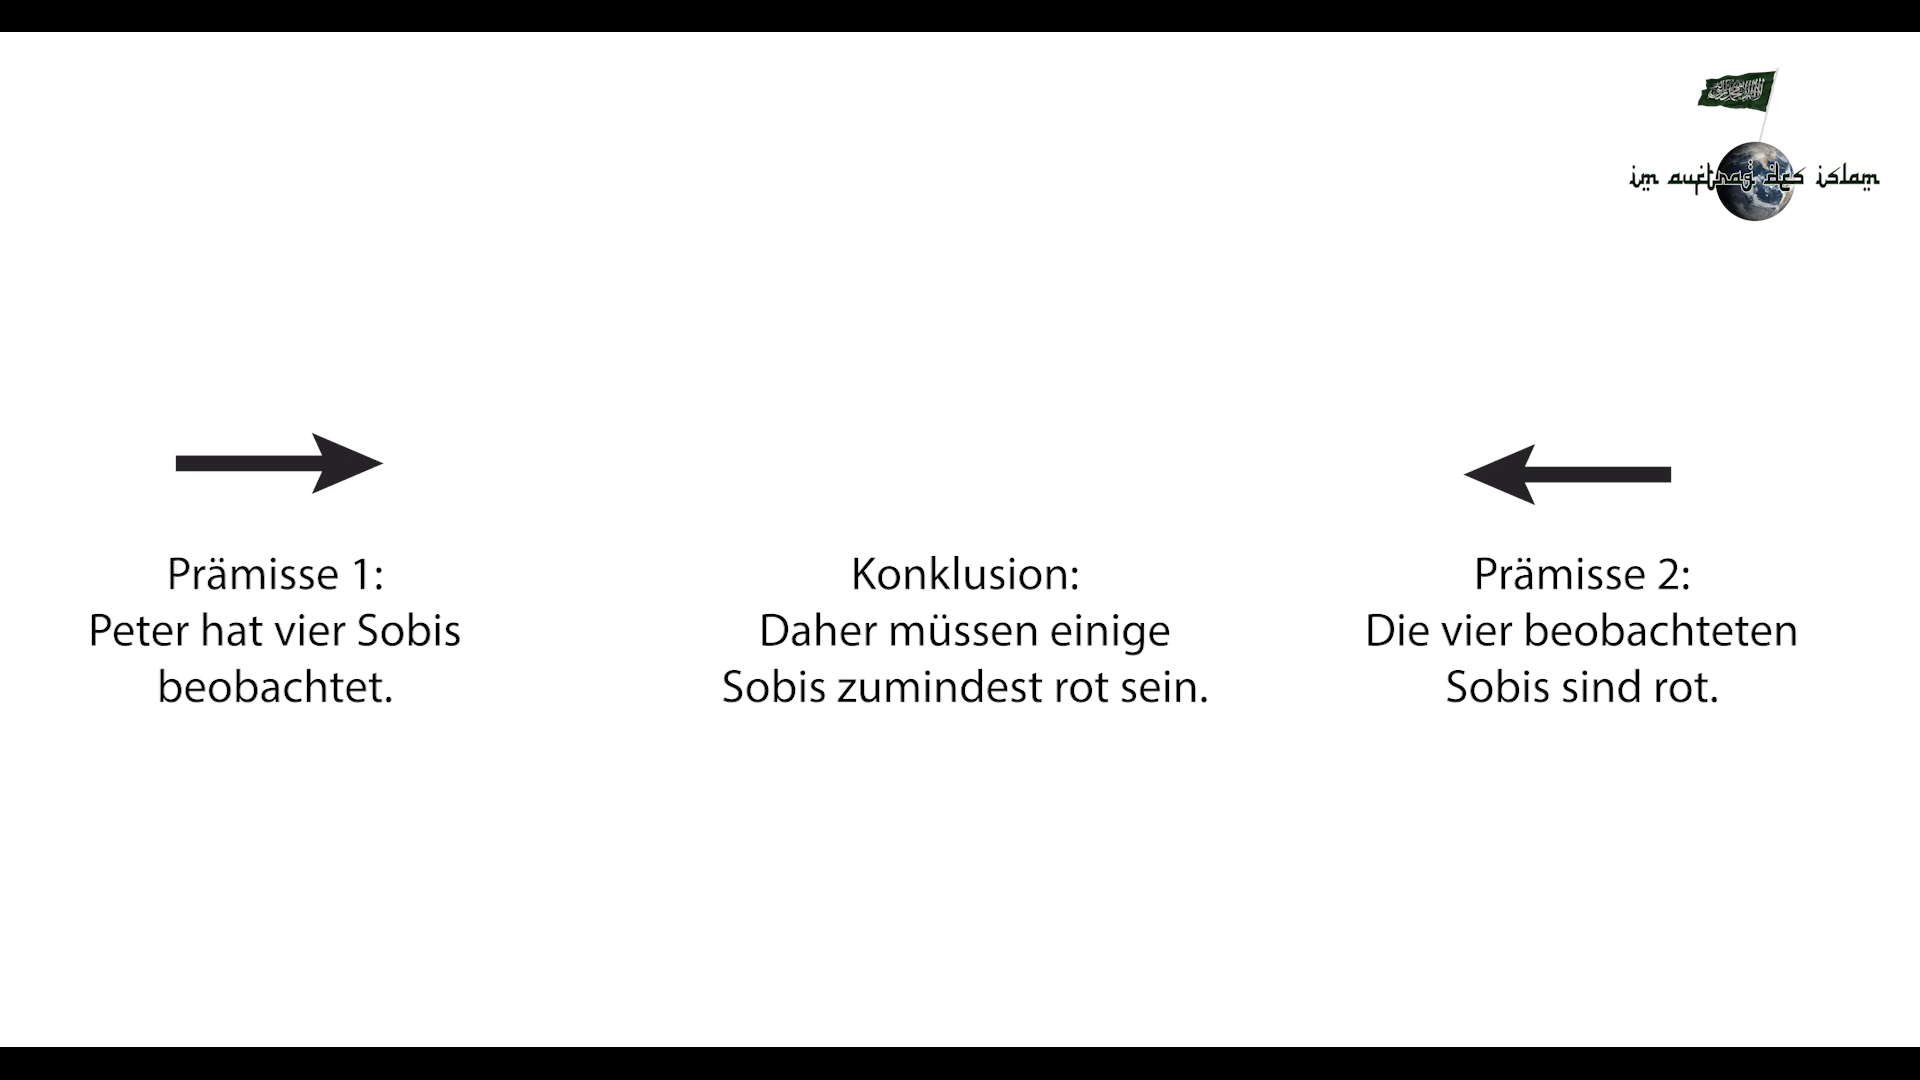 im auftrag des islam
Prämisse 1:
Peter hat vier Sobis
beobachtet.
Konklusion:
Daher müssen einige
Sobis zumindest rot sein.
Prämisse 2:
Die vier beobachteten
Sobis sind rot.